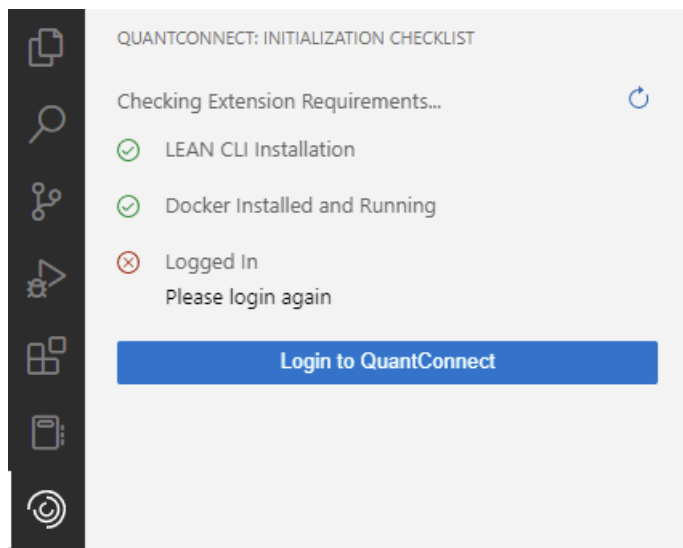 QUANTCONNECT: INITIALIZATION CHECKLIST
Checking Extension Requirements...
LEAN CLI Installation
Docker Installed and Running
Logged In
Please login again
Login to QuantConnect